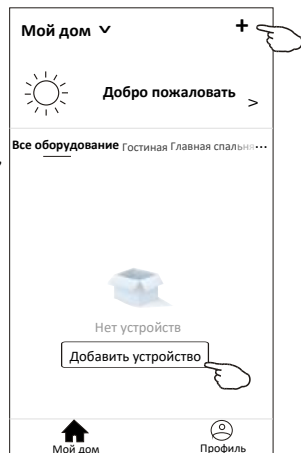 Мой дом +
Добро пожаловать >
Все оборудование Гостиная Главная спальня...
Нет устройств
Добавить устройство
Мой дом Профиль